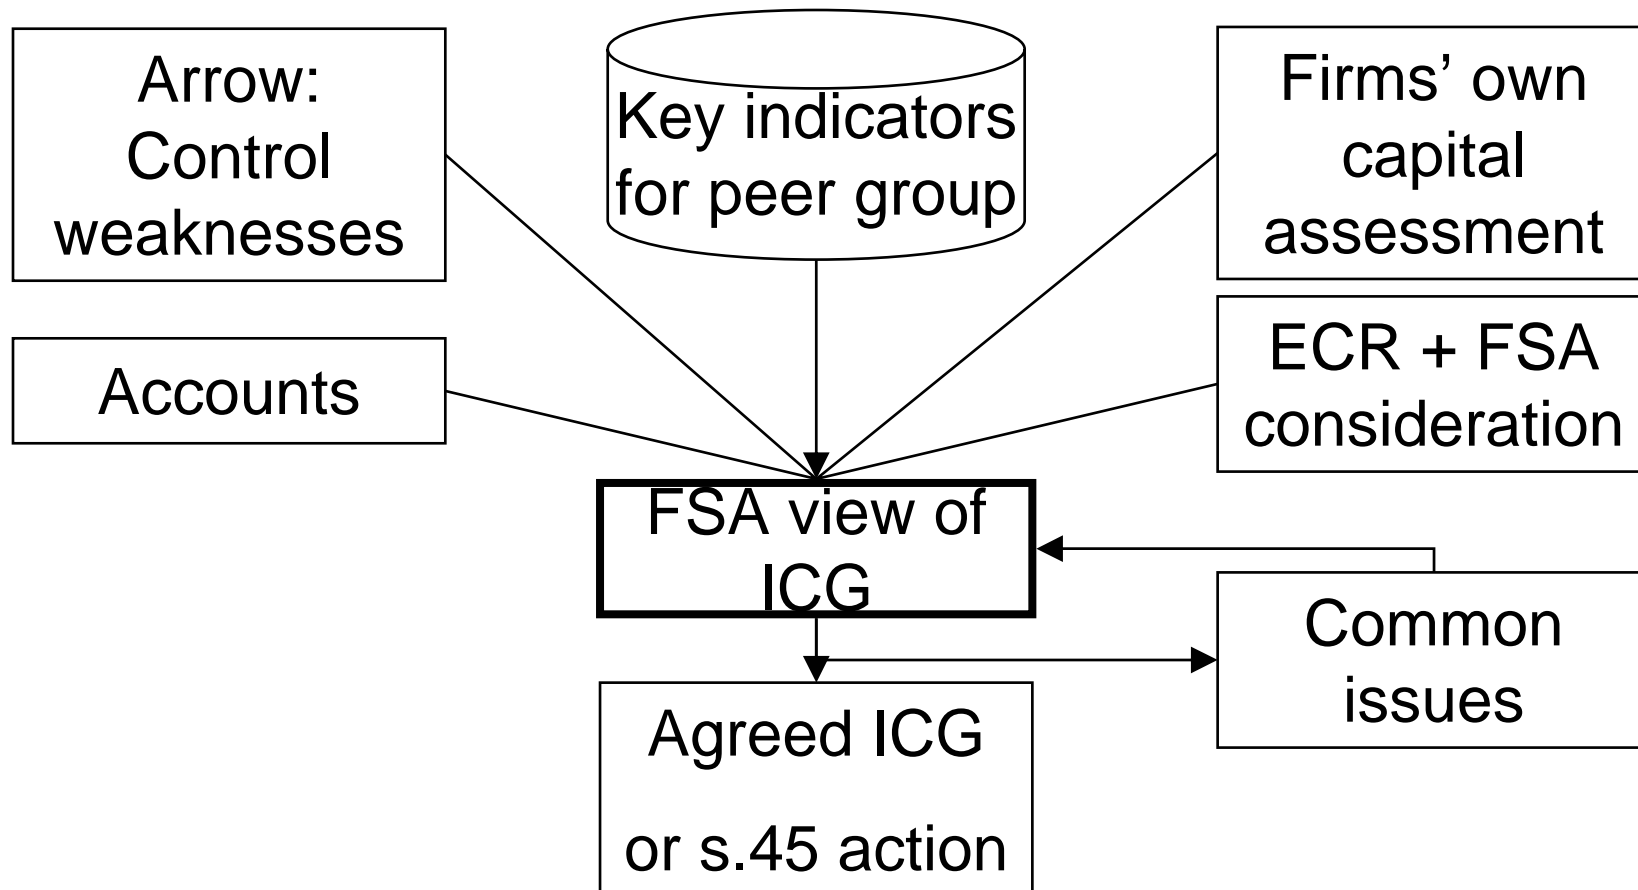 Arrow:
Control
weaknesses
Key indicators
for peer group
Firms’ own
capital
assessment
Accounts
ECR + FSA
consideration
FSA view of
ICG
Common
issues
Agreed ICG
or s.45 action